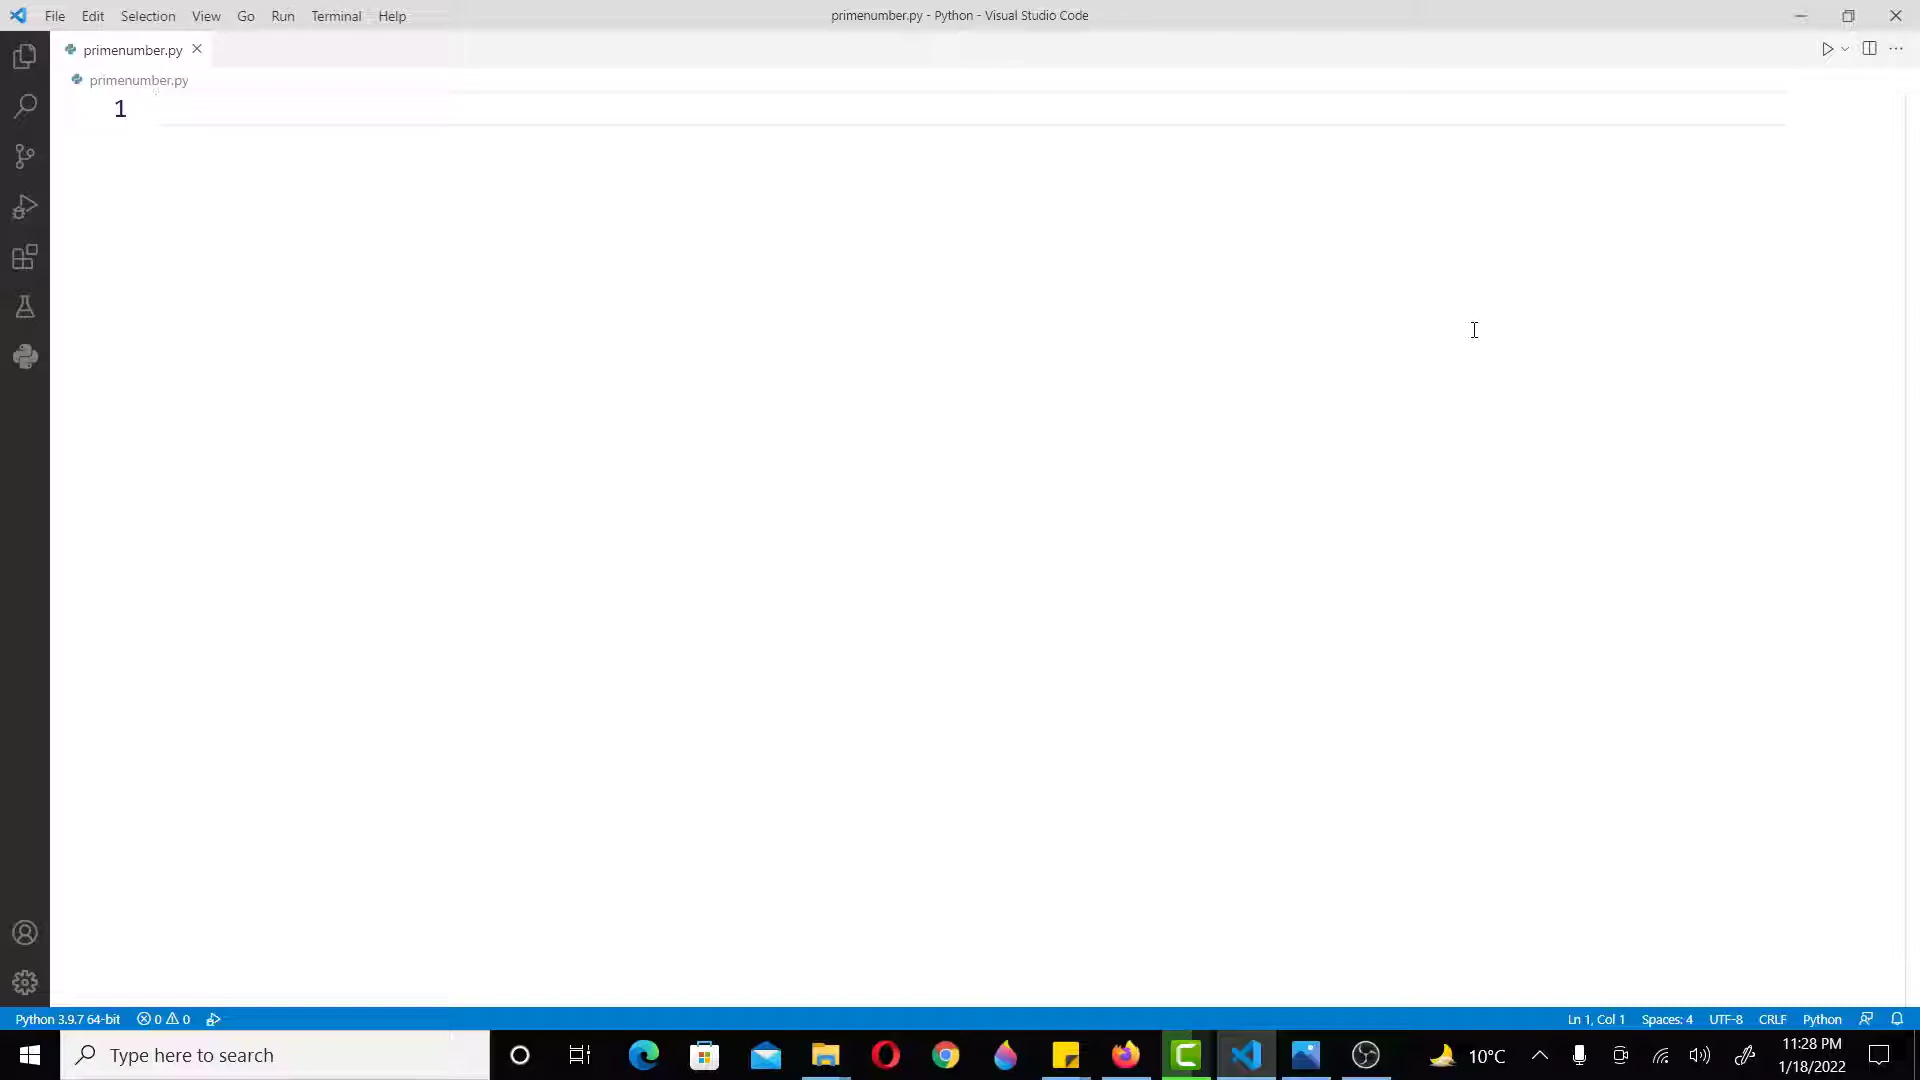 File Edit Selection View Go Run Terminal Help
primenumber.py - Python - Visual Studio Code
primenumber.py
primenumber.py
1
Python 3.9.7 64-bit 0 0
Ln 1, Col 1 Spaces: 4 UTF-8 CRLF Python
Type here to search
10°C
11:28 PM
1/18/2022